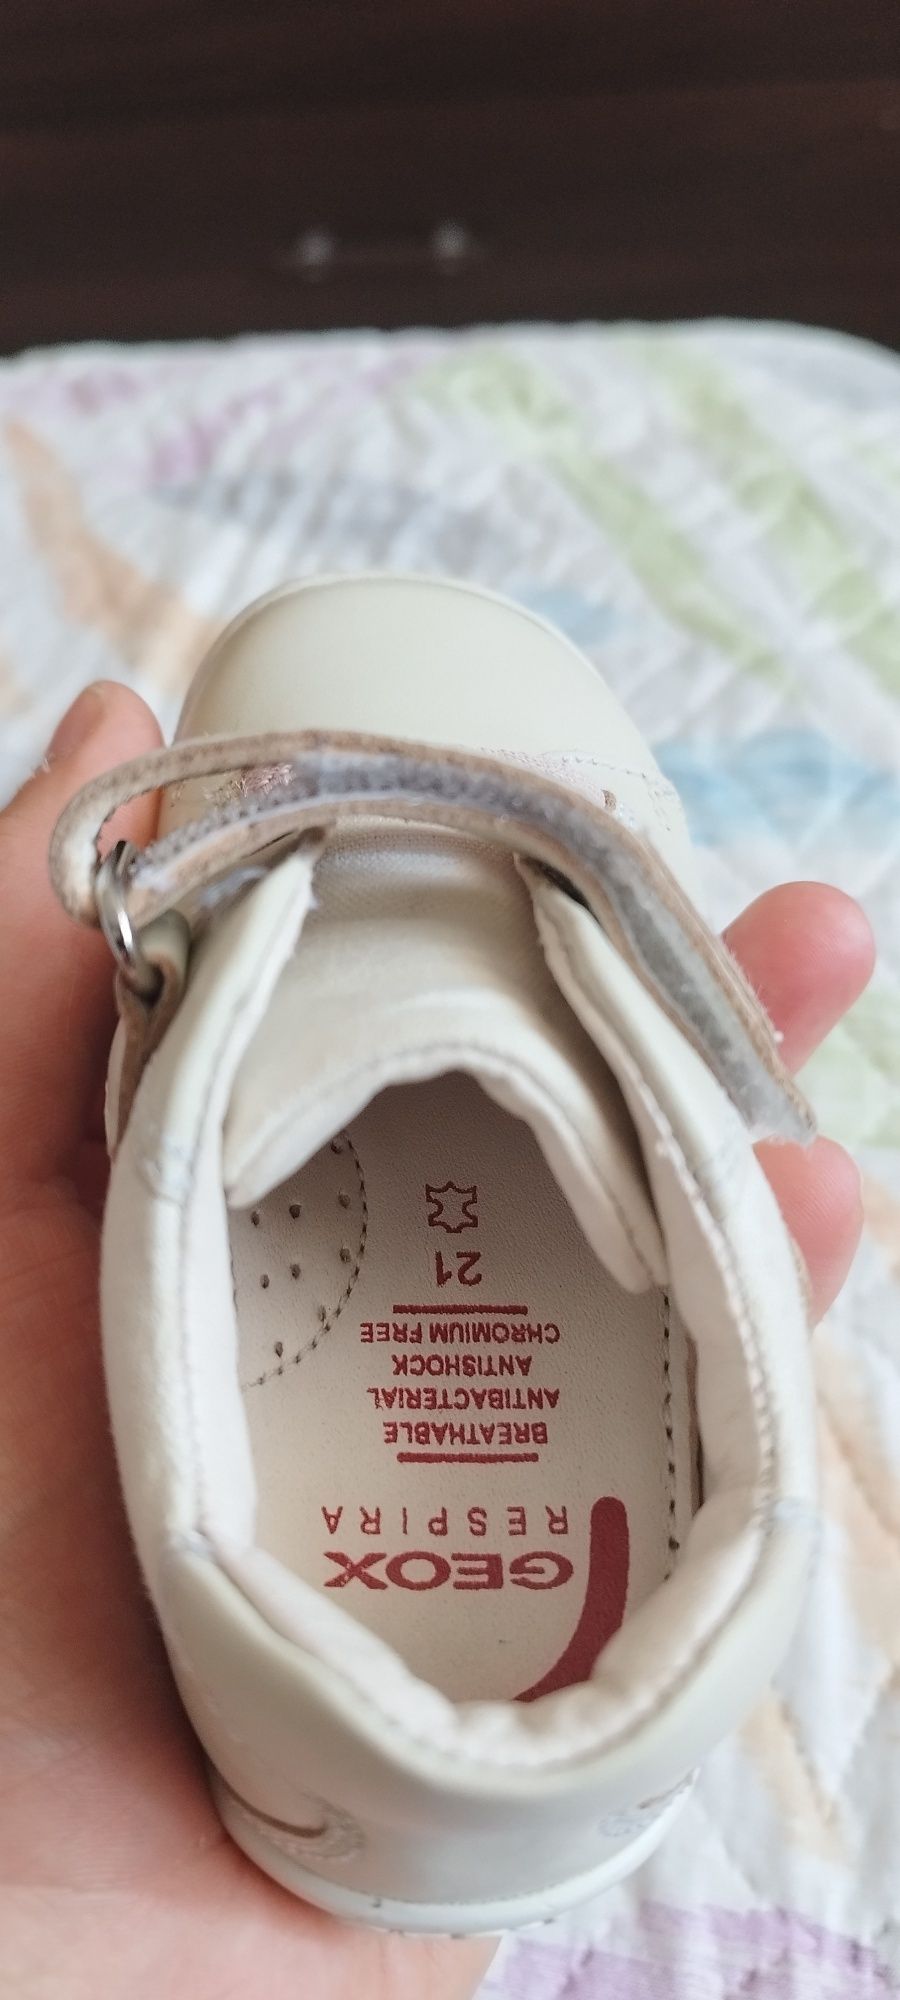 GEOX
RESPIRA
BREATHABLE
ANTIBACTERIAL
ANTISHOCK
CHROMIUM FREE
21